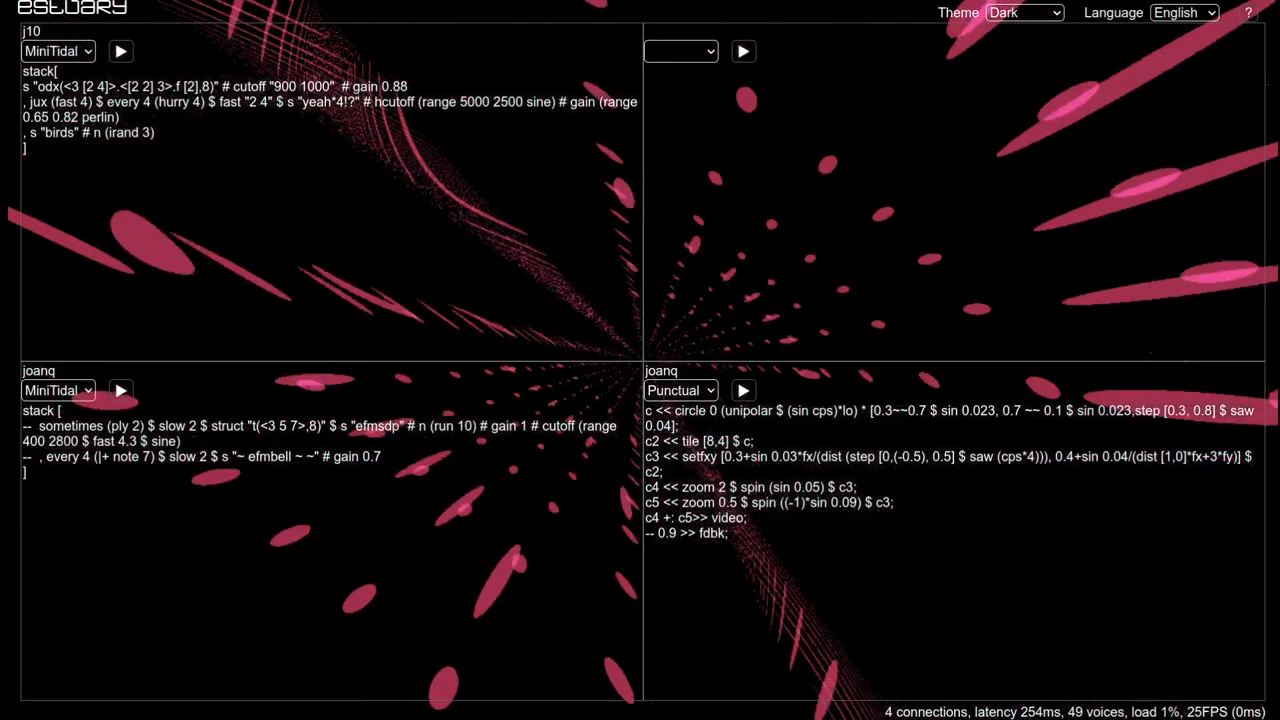 estuary
Theme Dark Language English ?
j10
MiniTidal
stack[
s "odx(<3 [2 4]>.<[2 2] 3>.f [2],8)" # cutoff "900 1000"  # gain 0.88
, jux (fast 4) $ every 4 (hurry 4) $ fast "2 4" $ s "yeah*4!?" # hcutoff (range 5000 2500 sine) # gain (range
0.65 0.82 perlin)
, s "birds" # n (irand 3)
]
joanq
MiniTidal
stack [
--  sometimes (ply 2) $ slow 2 $ struct "t(<3 5 7>,8)" $ s "efmsdp" # n (run 10) # gain 1 # cutoff (range
400 2800 $ fast 4.3 $ sine)
--  , every 4 (|+ note 7) $ slow 2 $ s "~ efmbell ~ ~" # gain 0.7
]
joanq
Punctual
c << circle 0 (unipolar $ (sin cps)*lo) * [0.3~~0.7 $ sin 0.023, 0.7 ~~ 0.1 $ sin 0.023,step [0.3, 0.8] $ saw
0.04];
c2 << tile [8,4] $ c;
c3 << setfxy [0.3+sin 0.03*fx/(dist (step [0,(-0.5), 0.5] $ saw (cps*4))), 0.4+sin 0.04/(dist [1,0]*fx+3*fy)] $
c2;
c4 << zoom 2 $ spin (sin 0.05) $ c3;
c5 << zoom 0.5 $ spin ((-1)*sin 0.09) $ c3;
c4 +: c5>> video;
-- 0.9 >> fdbk;
4 connections, latency 254ms, 49 voices, load 1%, 25FPS (0ms)